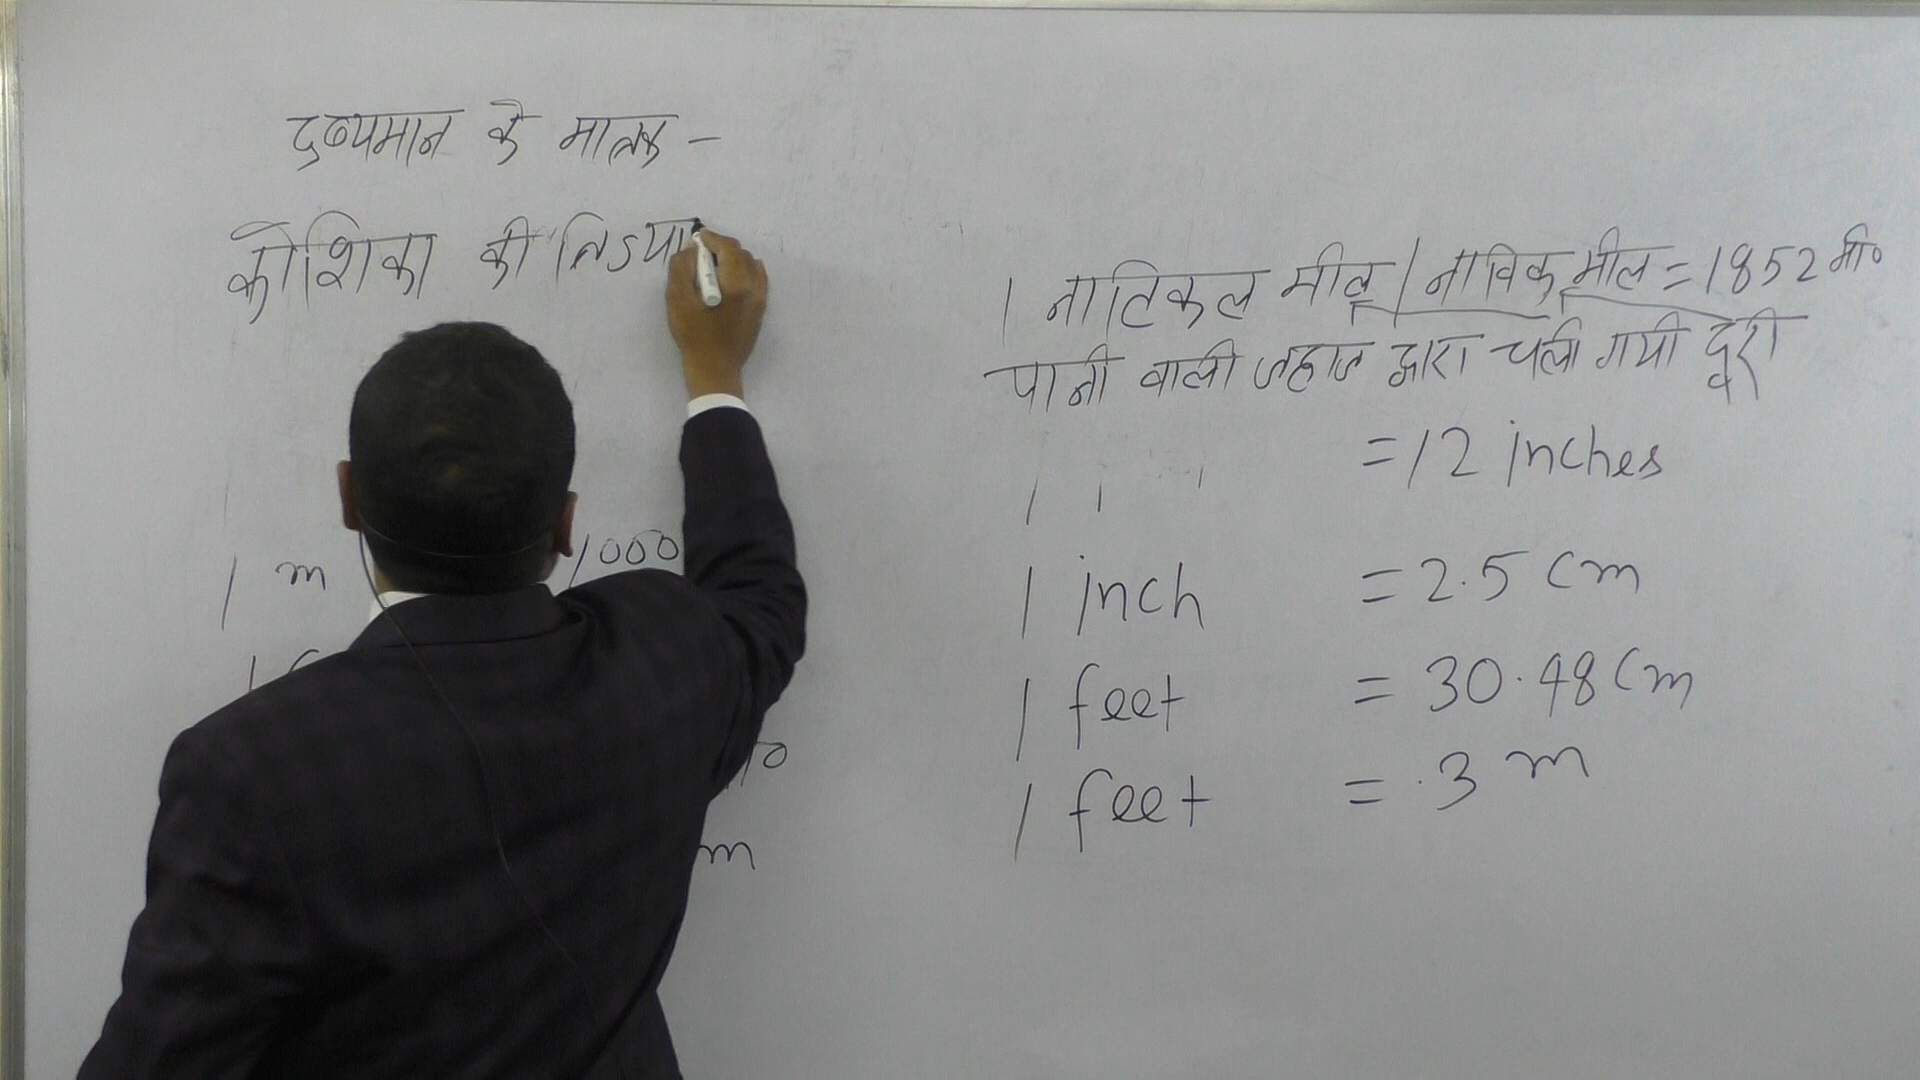 द्रव्यमान के मात्रक -
कोशिका की
1 m 1000
1
m
1 नाटिकल मील / नाविक मील = 1852 मी०
पानी वाली जहाज द्वारा चली गयी दूरी
= 12 inches
1 inch = 2.5 cm
1 feet = 30.48 cm
1 feet = .3 m